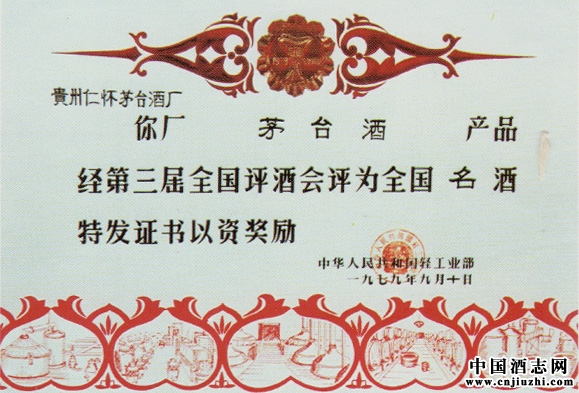 貴州仁怀茅台酒厂
你厂 茅台酒 产品
经第三届全国评酒会评为全国名酒
特发证书以资奖励
中华人民共和国轻工业部
一九七九年九月十日
中国酒志网
www.cnjiuzhi.com